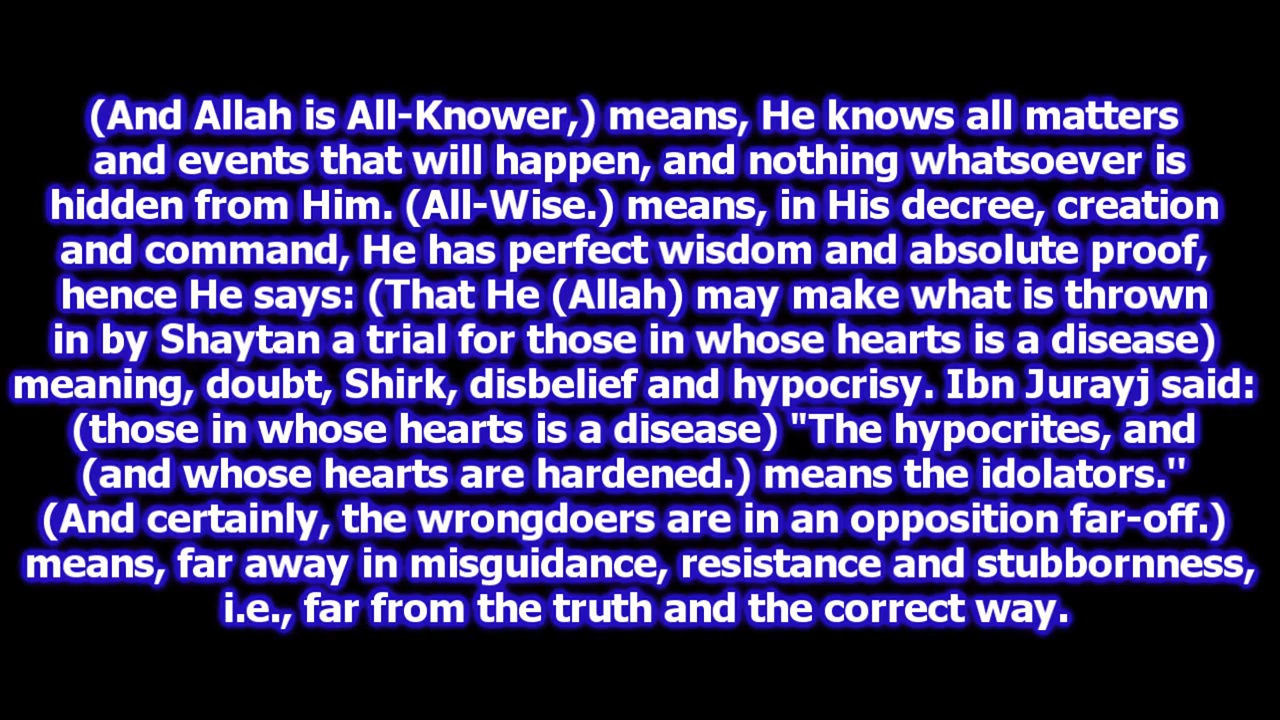 (And Allah is All-Knower,) means, He knows all matters
and events that will happen, and nothing whatsoever is
hidden from Him. (All-Wise.) means, in His decree, creation
and command, He has perfect wisdom and absolute proof,
hence He says: (That He (Allah) may make what is thrown
in by Shaytan a trial for those in whose hearts is a disease)
meaning, doubt, Shirk, disbelief and hypocrisy. Ibn Jurayj said:
(those in whose hearts is a disease) "The hypocrites, and
(and whose hearts are hardened.) means the idolators.''
(And certainly, the wrongdoers are in an opposition far-off.)
means, far away in misguidance, resistance and stubbornness,
i.e., far from the truth and the correct way.